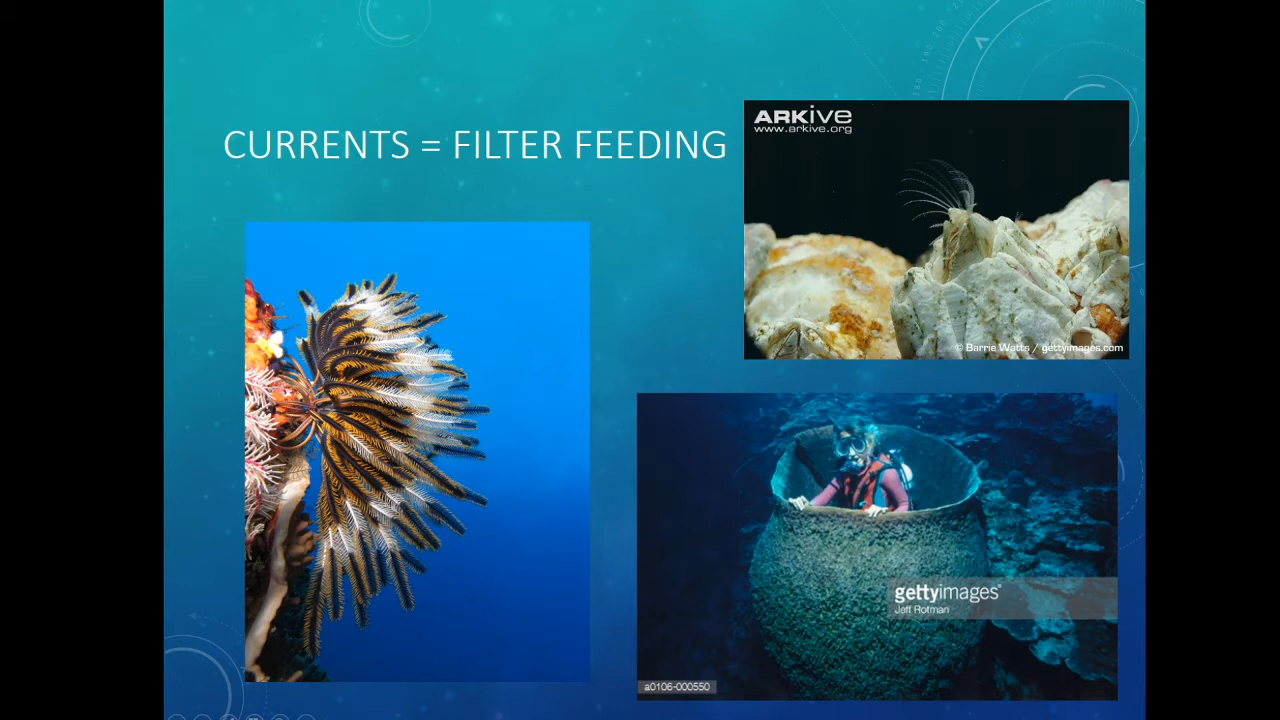 CURRENTS = FILTER FEEDING
ARKive
www.arkive.org
© Barrie Watts / gettyimages.com
gettyimages®
Jeff Rotman
a0106-000550